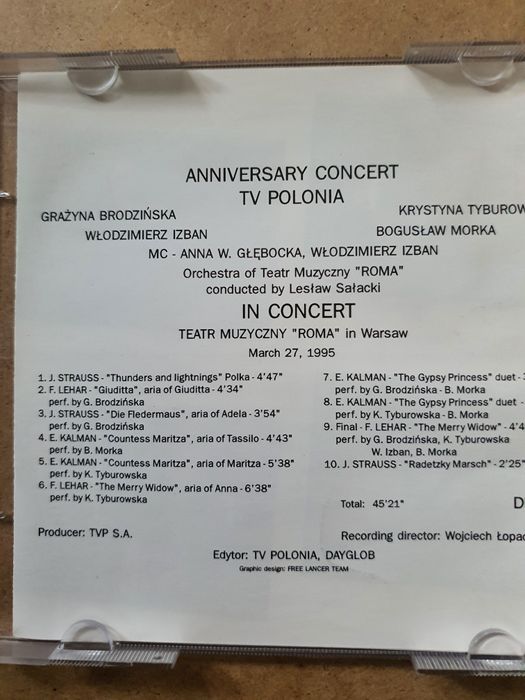 ANNIVERSARY CONCERT
TV POLONIA
GRAŻYNA BRODZIŃSKA
KRYSTYNA TYBUROW
WŁODZIMIERZ IZBAN
BOGUSŁAW MORKA
MC - ANNA W. GŁĘBOCKA, WŁODZIMIERZ IZBAN
Orchestra of Teatr Muzyczny "ROMA"
conducted by Lesław Sałacki
IN CONCERT
TEATR MUZYCZNY "ROMA" in Warsaw
March 27, 1995
1. J. STRAUSS - "Thunders and lightnings" Polka - 4'47"
2. F. LEHAR - "Giuditta", aria of Giuditta - 4'34"
perf. by G. Brodzińska
3. J. STRAUSS - "Die Fledermaus", aria of Adela - 3'54"
perf. by G. Brodzińska
4. E. KALMAN - "Countess Maritza", aria of Tassilo - 4'43"
perf. by B. Morka
5. E. KALMAN - "Countess Maritza", aria of Maritza - 5'38"
perf. by K. Tyburowska
6. F. LEHAR - "The Merry Widow", aria of Anna - 6'38"
perf. by K. Tyburowska
7. E. KALMAN - "The Gypsy Princess" duet -
perf. by G. Brodzińska - B. Morka
8. E. KALMAN - "The Gypsy Princess" duet -
perf. by K. Tyburowska - B. Morka
9. Final - F. LEHAR - "The Merry Widow" - 4'4
perf. by G. Brodzińska, K. Tyburowska
W. Izban, B. Morka
10. J. STRAUSS - "Radetzky Marsch" - 2'25"
Total: 45'21"
D
Producer: TVP S.A.
Recording director: Wojciech Łopac
Edytor: TV POLONIA, DAYGLOB
Graphic design: FREE LANCER TEAM